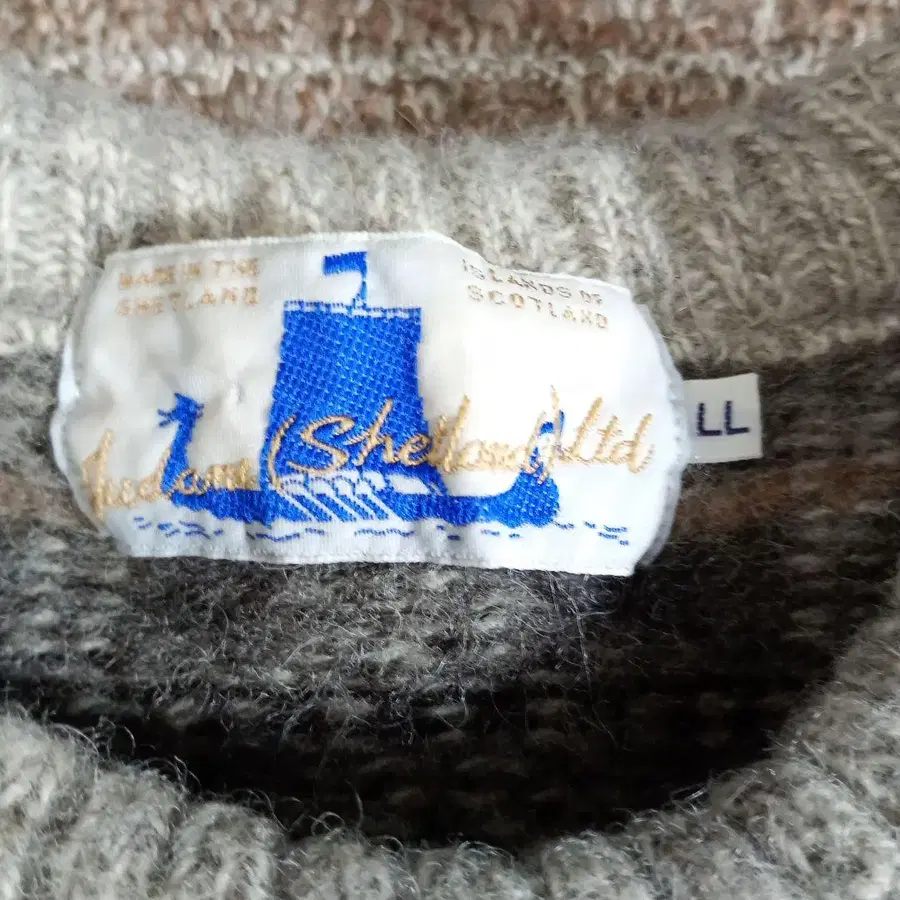 MADE IN THE
SHETLAND
ISLANDS OF
SCOTLAND
(Shetland) Ltd
LL